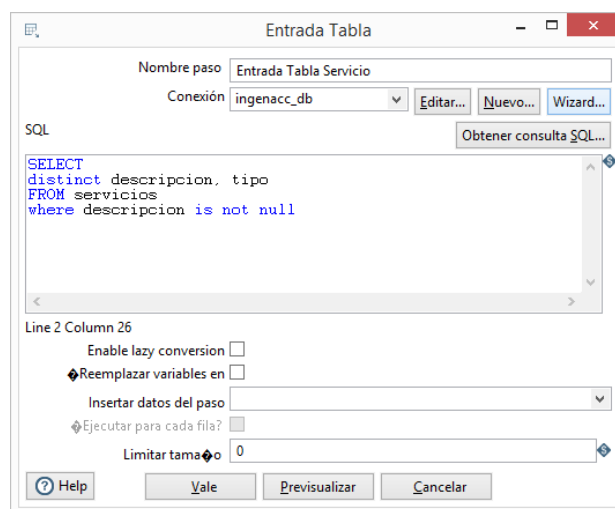 Entrada Tabla
Nombre paso Entrada Tabla Servicio
Conexión ingenacc_db Editar... Nuevo... Wizard...
SQL Obtener consulta SQL...
SELECT
distinct descripcion, tipo
FROM servicios
where descripcion is not null
Line 2 Column 26
Enable lazy conversion
�Reemplazar variables en
Insertar datos del paso
�Ejecutar para cada fila?
Limitar tama�o 0
Help Vale Previsualizar Cancelar